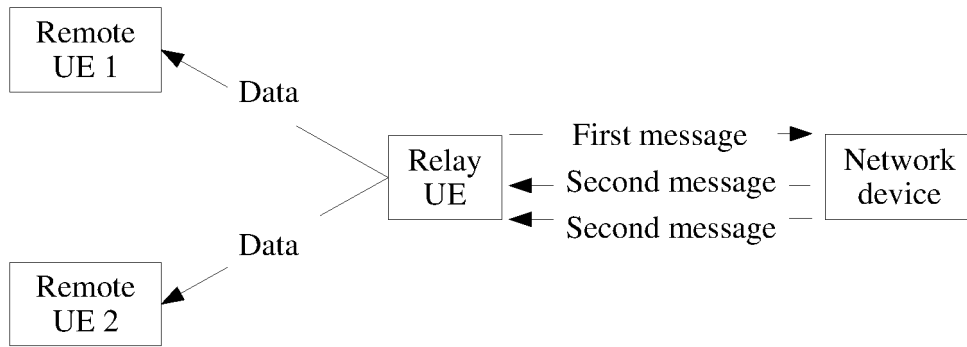 Remote
UE 1
Data
First message
Relay
UE
Network
device
Second message
Second message
Data
Remote
UE 2